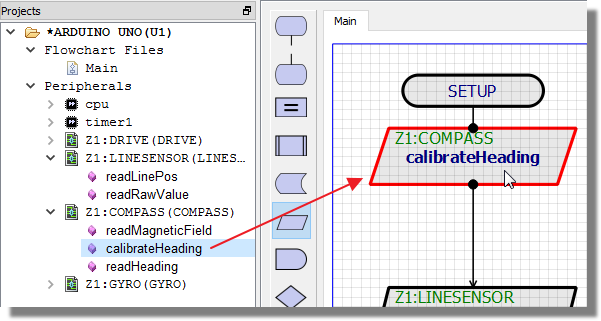 Projects
*ARDUINO UNO(U1)
Flowchart Files
Main
Peripherals
cpu
timer1
Z1:DRIVE(DRIVE)
Z1:LINESENSOR(LINES...
readLinePos
readRawValue
Z1:COMPASS(COMPASS)
readMagneticField
calibrateHeading
readHeading
Z1:GYRO(GYRO)
Main
SETUP
Z1:COMPASS
calibrateHeading
Z1:LINESENSOR